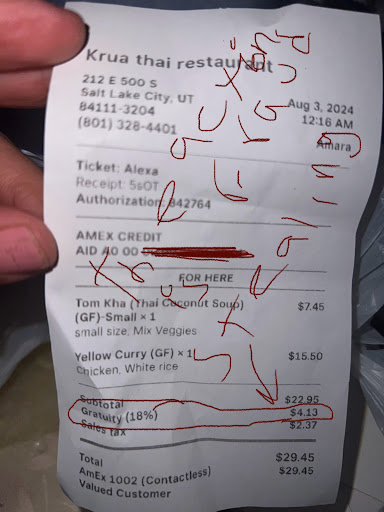 Krua thai restaurant
212 E 500 S
Salt Lake City, UT
84111-3204
(801) 328-4401
Aug 3, 2024
12:16 AM
Amara
Ticket: Alexa
Receipt: 5sOT
Authorization: 842764
AMEX CREDIT
AID A0 00
FOR HERE
Tom Kha (Thai Coconut Soup)
(GF)-Small × 1
$7.45
small size, Mix Veggies
Yellow Curry (GF) × 1
$15.50
Chicken, White rice
Subtotal
$22.95
Gratuity (18%)
$4.13
Sales tax
$2.37
Total
$29.45
AmEx 1002 (Contactless)
$29.45
Valued Customer